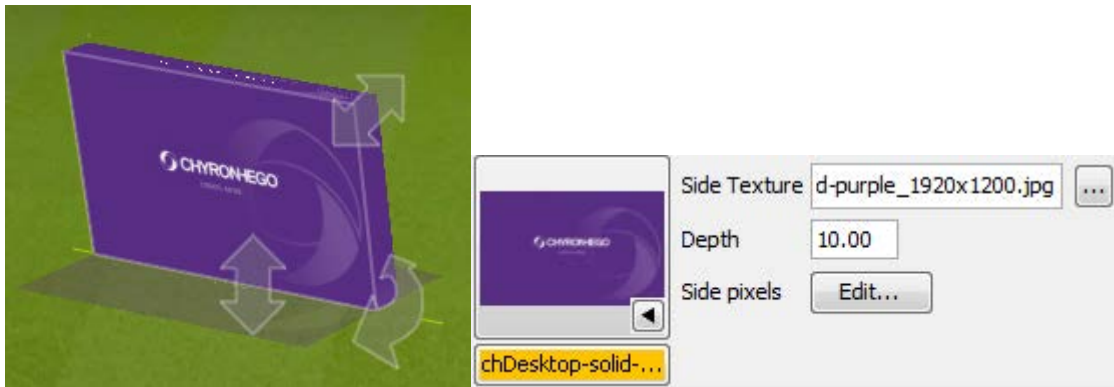 CHYRONHEGO
Side Texture d-purple_1920x1200.jpg ...
CHYRONHEGO
Depth 10.00
Side pixels Edit...
chDesktop-solid-...